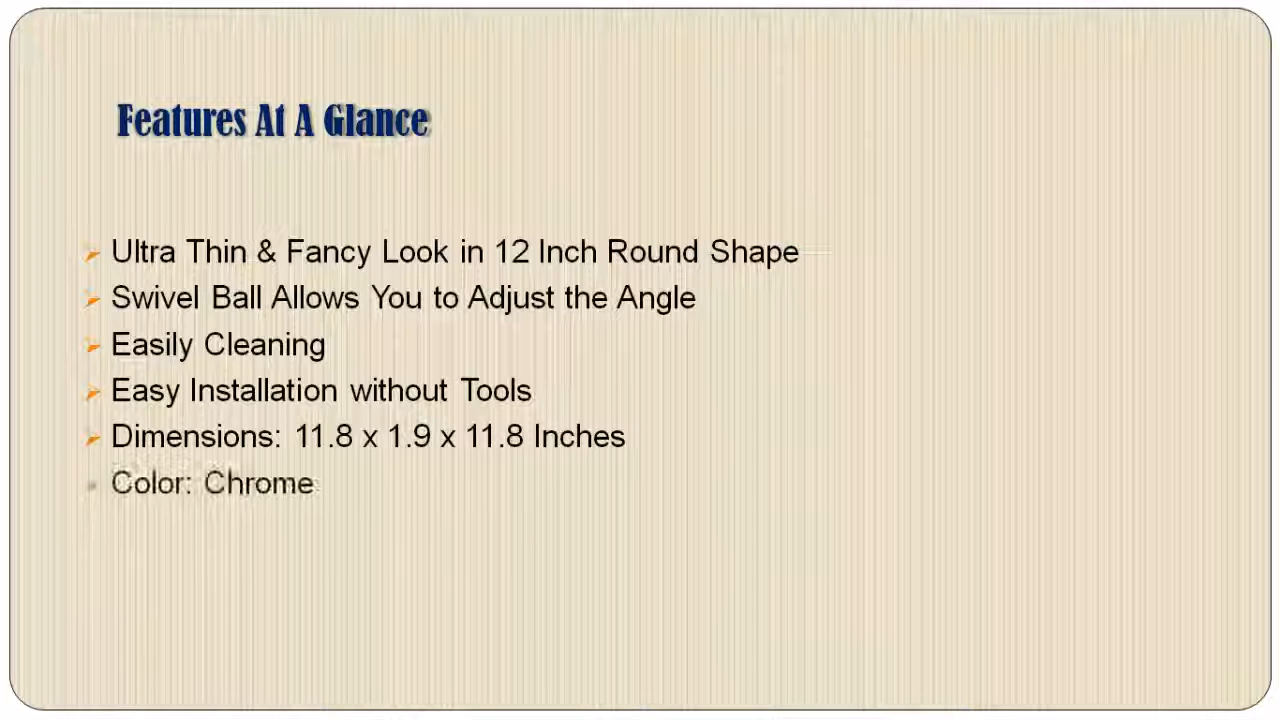 Features At A Glance
Ultra Thin & Fancy Look in 12 Inch Round Shape
Swivel Ball Allows You to Adjust the Angle
Easily Cleaning
Easy Installation without Tools
Dimensions: 11.8 x 1.9 x 11.8 Inches
Color: Chrome